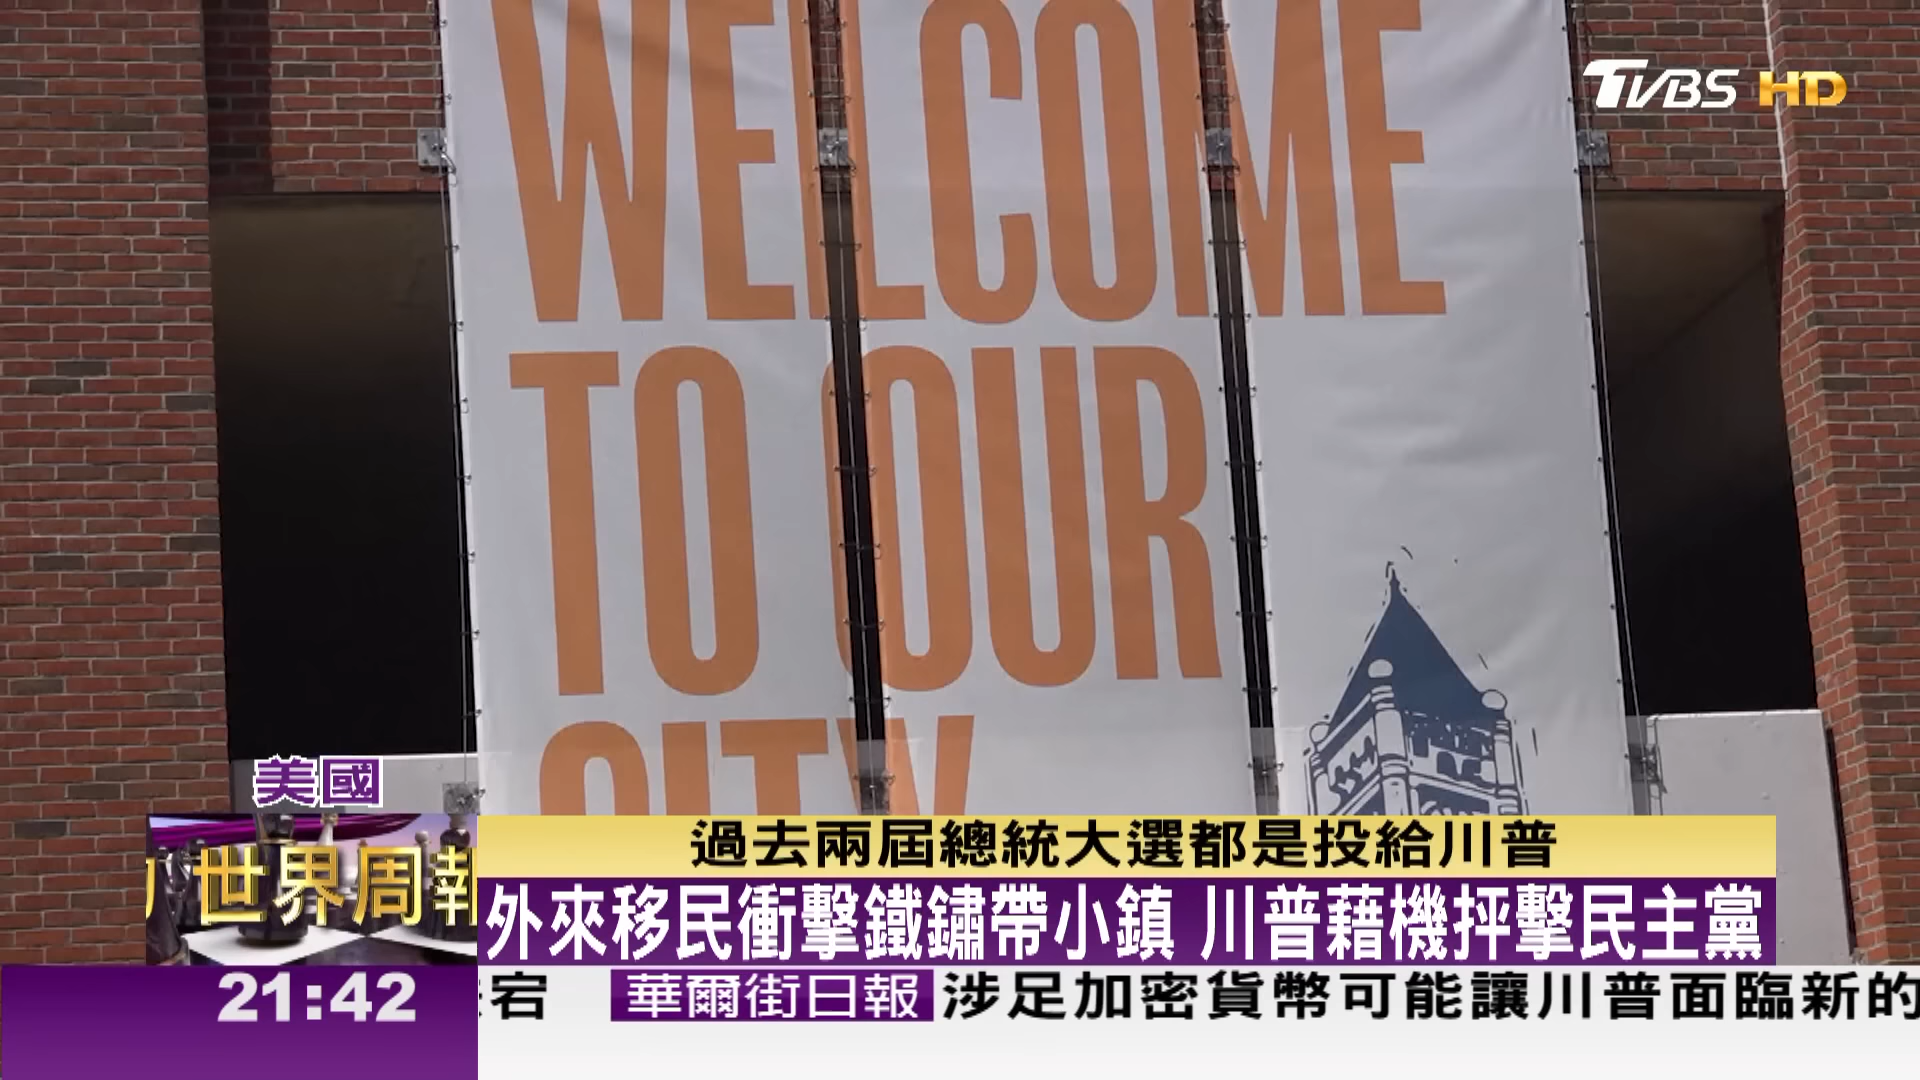 WELCOME
TO OUR
CITY
TVBS HD
美國
世界周報
過去兩屆總統大選都是投給川普
外來移民衝擊鐵鏽帶小鎮 川普藉機抨擊民主黨
21:42
宕 華爾街日報 涉足加密貨幣可能讓川普面臨新的